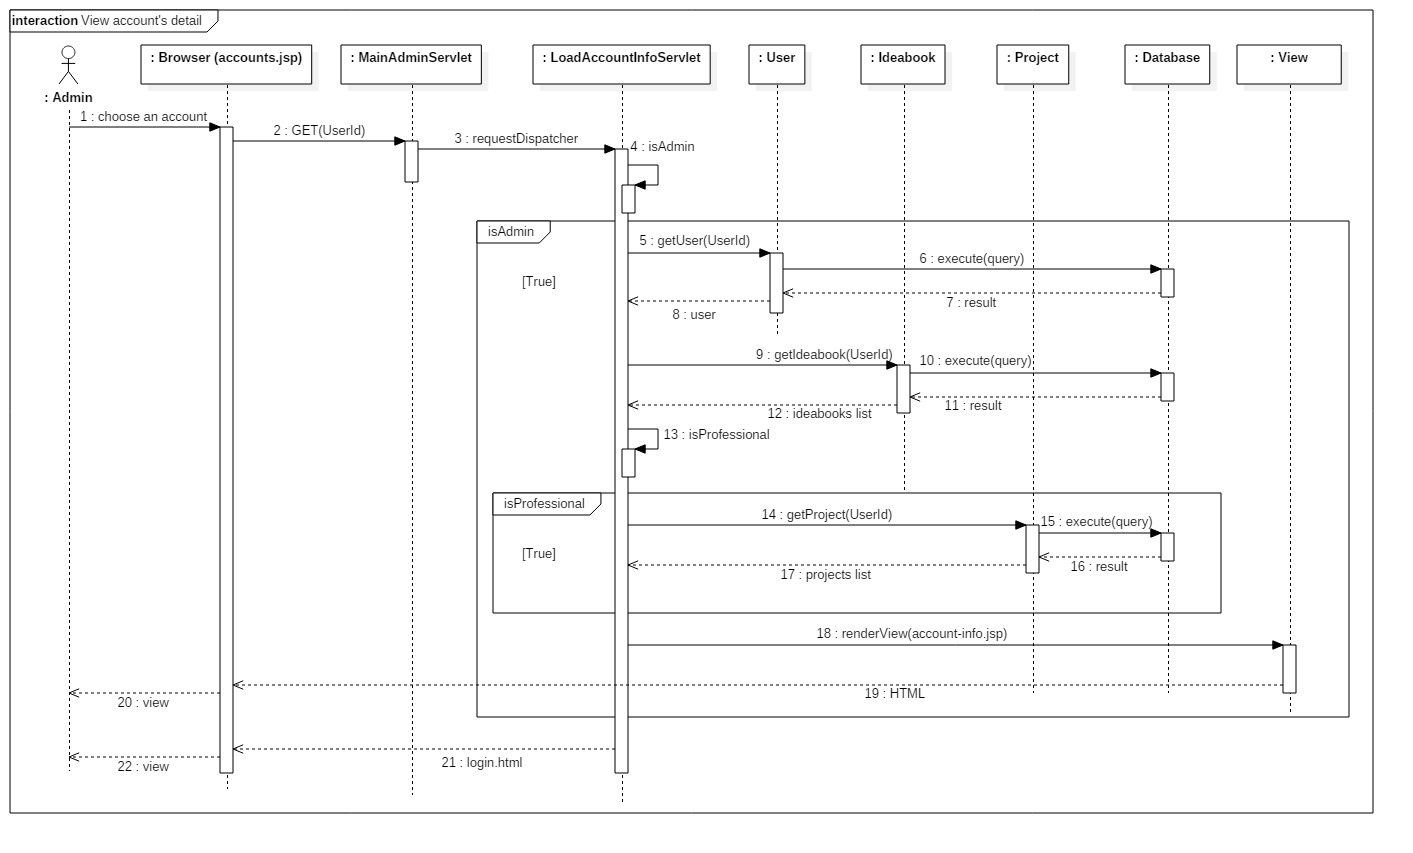 interaction View account's detail
: Admin
: Browser (accounts.jsp)
: MainAdminServlet
: LoadAccountInfoServlet
: User
: Ideabook
: Project
: Database
: View
1 : choose an account
2 : GET(UserId)
3 : requestDispatcher
4 : isAdmin
isAdmin
[True]
5 : getUser(UserId)
6 : execute(query)
7 : result
8 : user
9 : getIdeabook(UserId)
10 : execute(query)
11 : result
12 : ideabooks list
13 : isProfessional
isProfessional
[True]
14 : getProject(UserId)
15 : execute(query)
16 : result
17 : projects list
18 : renderView(account-info.jsp)
19 : HTML
20 : view
21 : login.html
22 : view